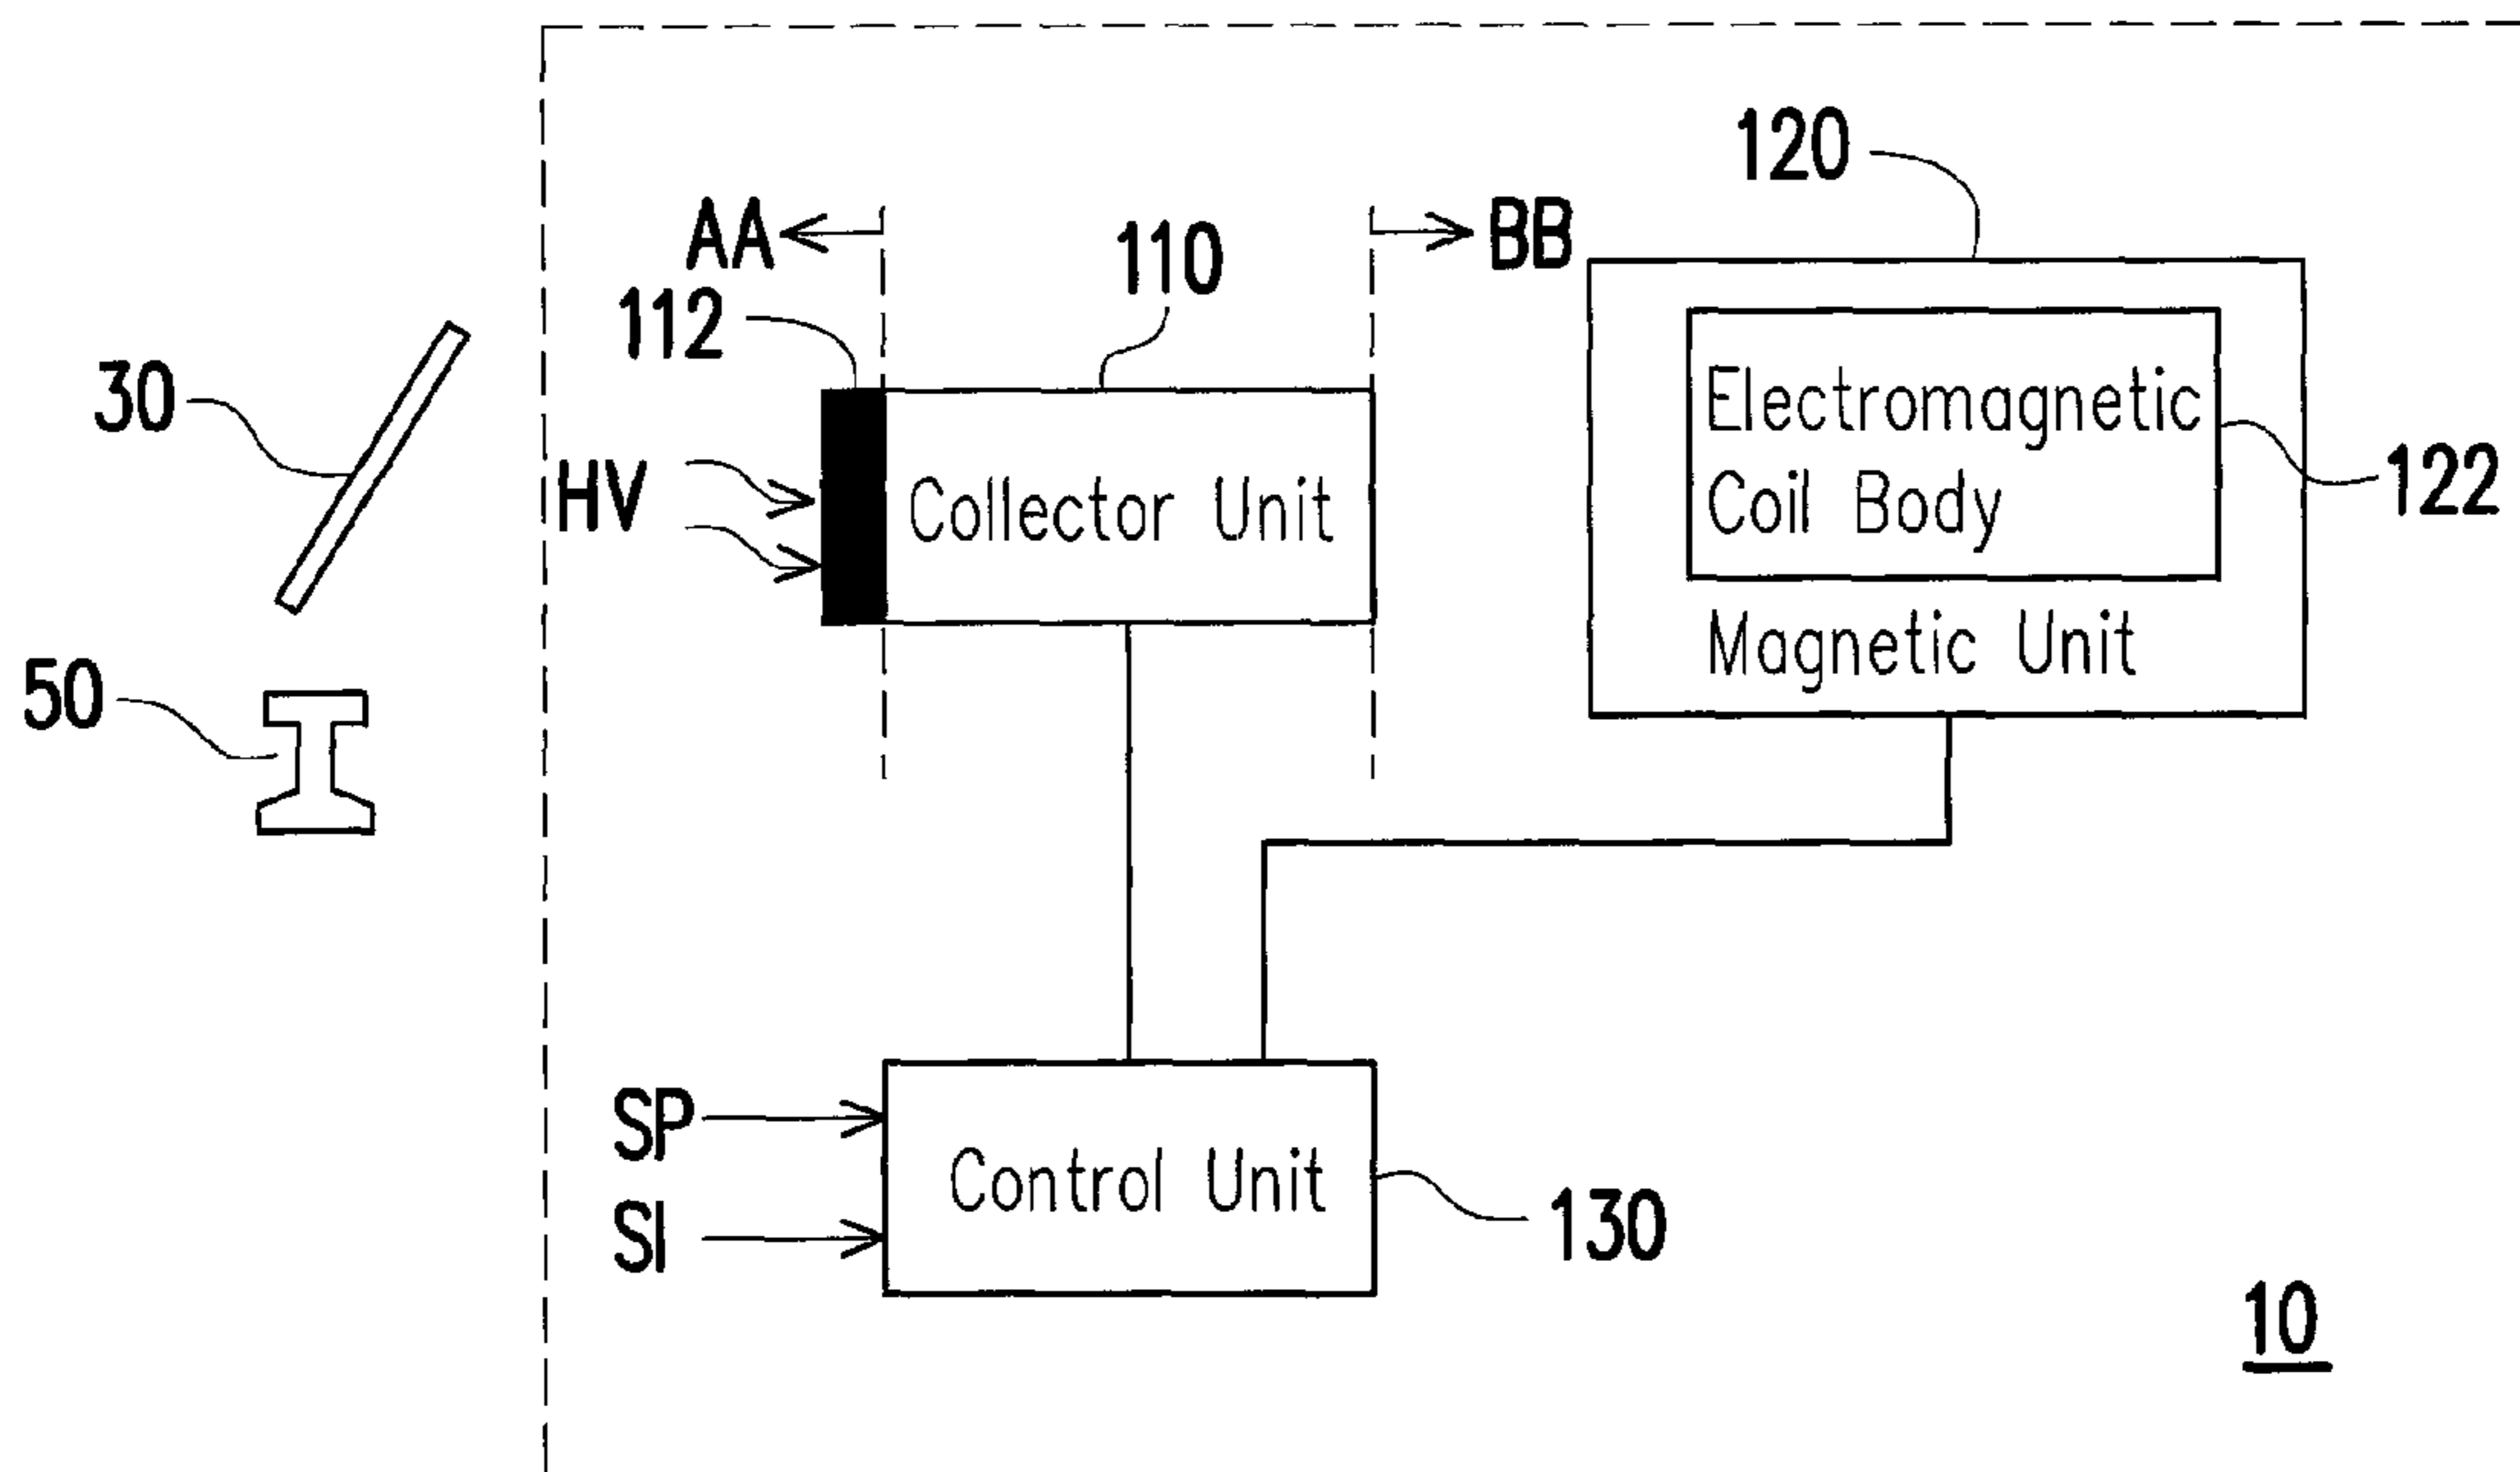 120
AA
BB
110
112
30
Electromagnetic
Coil Body
122
HV
Collector Unit
Magnetic Unit
50
SP
Control Unit
SI
130
10